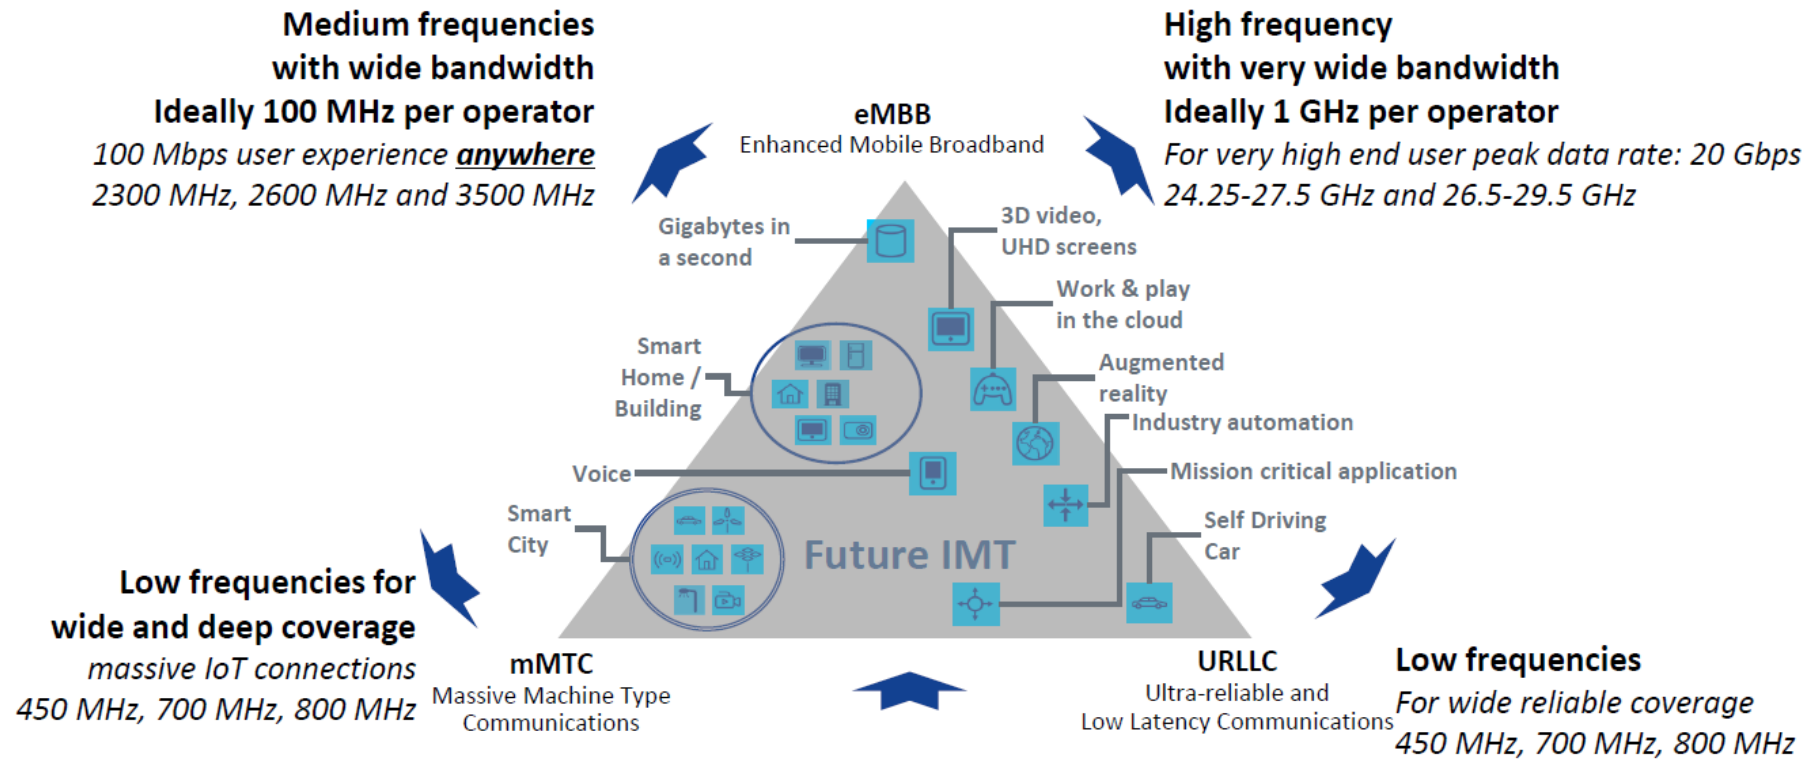 Medium frequencies
with wide bandwidth
Ideally 100 MHz per operator
100 Mbps user experience anywhere
2300 MHz, 2600 MHz and 3500 MHz
High frequency
with very wide bandwidth
Ideally 1 GHz per operator
For very high end user peak data rate: 20 Gbps
24.25-27.5 GHz and 26.5-29.5 GHz
eMBB
Enhanced Mobile Broadband
Gigabytes in
a second
3D video,
UHD screens
Work & play
in the cloud
Smart
Home /
Building
Augmented
reality
Industry automation
Voice
Mission critical application
Smart
City
Self Driving
Car
Future IMT
Low frequencies for
wide and deep coverage
massive IoT connections
450 MHz, 700 MHz, 800 MHz
mMTC
Massive Machine Type
Communications
URLLC
Ultra-reliable and
Low Latency Communications
Low frequencies
For wide reliable coverage
450 MHz, 700 MHz, 800 MHz